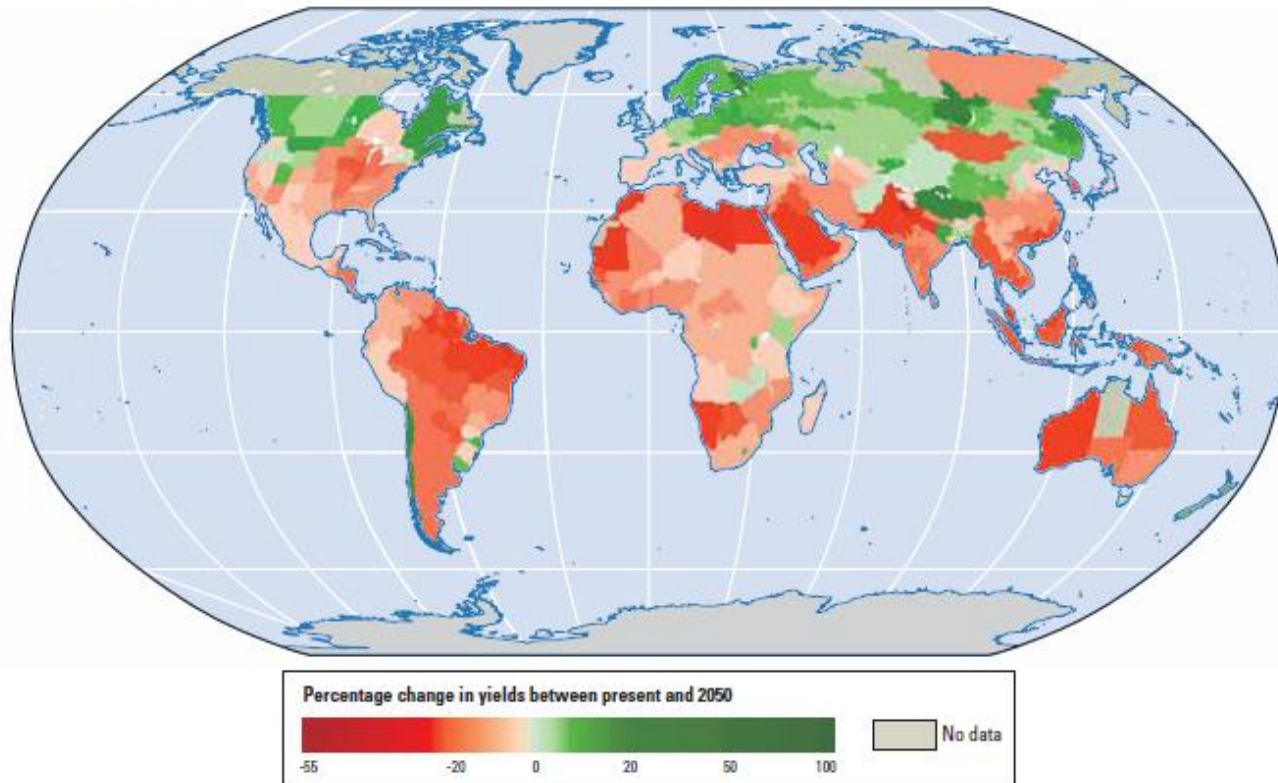 Percentage change in yields between present and 2050
No data
-55 -20 0 20 50 100